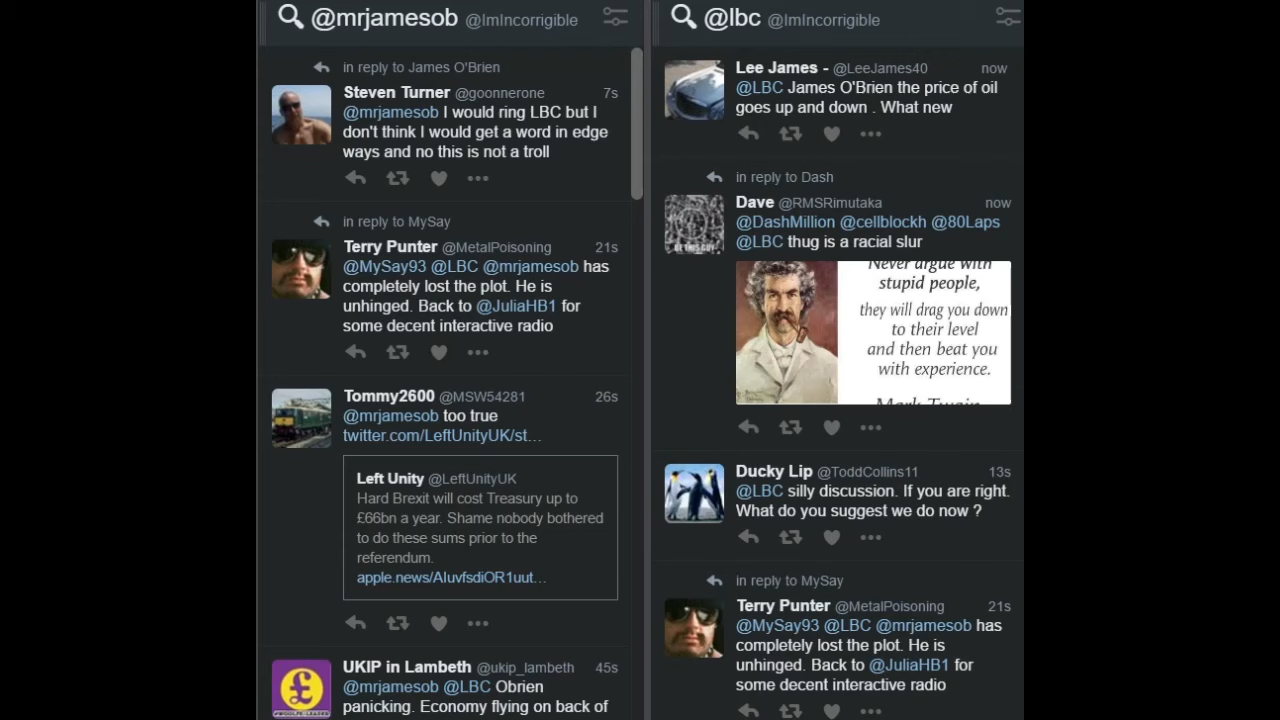 @mrjamesob @ImIncorrigible
in reply to James O'Brien
Steven Turner @goonnerone 7s
@mrjamesob I would ring LBC but I
don't think I would get a word in edge
ways and no this is not a troll
in reply to MySay
Terry Punter @MetalPoisoning 21s
@MySay93 @LBC @mrjamesob has
completely lost the plot. He is
unhinged. Back to @JuliaHB1 for
some decent interactive radio
Tommy2600 @MSW54281 26s
@mrjamesob too true
twitter.com/LeftUnityUK/st…
Left Unity @LeftUnityUK
Hard Brexit will cost Treasury up to
£66bn a year. Shame nobody bothered
to do these sums prior to the
referendum.
apple.news/AIuvfsdiOR1uut…
UKIP in Lambeth @ukip_lambeth 45s
@mrjamesob @LBC Obrien
panicking. Economy flying on back of
@lbc @ImIncorrigible
Lee James - @LeeJames40 now
@LBC James O'Brien the price of oil
goes up and down . What new
in reply to Dash
Dave @RMSRimutaka now
@DashMillion @cellblockh @80Laps
@LBC thug is a racial slur
Never argue with
stupid people,
they will drag you down
to their level
and then beat you
with experience.
Mark Twain
Ducky Lip @ToddCollins11 13s
@LBC silly discussion. If you are right.
What do you suggest we do now ?
in reply to MySay
Terry Punter @MetalPoisoning 21s
@MySay93 @LBC @mrjamesob has
completely lost the plot. He is
unhinged. Back to @JuliaHB1 for
some decent interactive radio